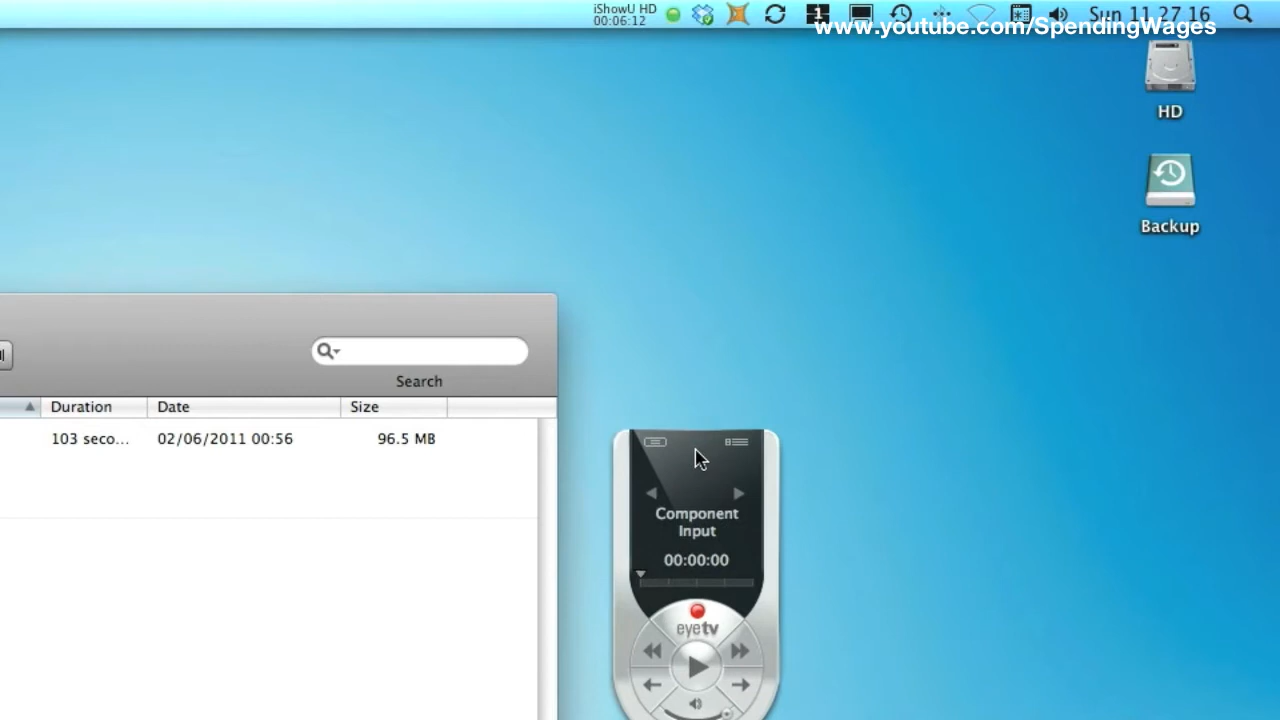 iShowU HD
00:06:12
1
Sun 11 27 16
www.youtube.com/SpendingWages
HD
Backup
Search
Duration Date Size
103 seco... 02/06/2011 00:56 96.5 MB
Component
Input
00:00:00
eyetv